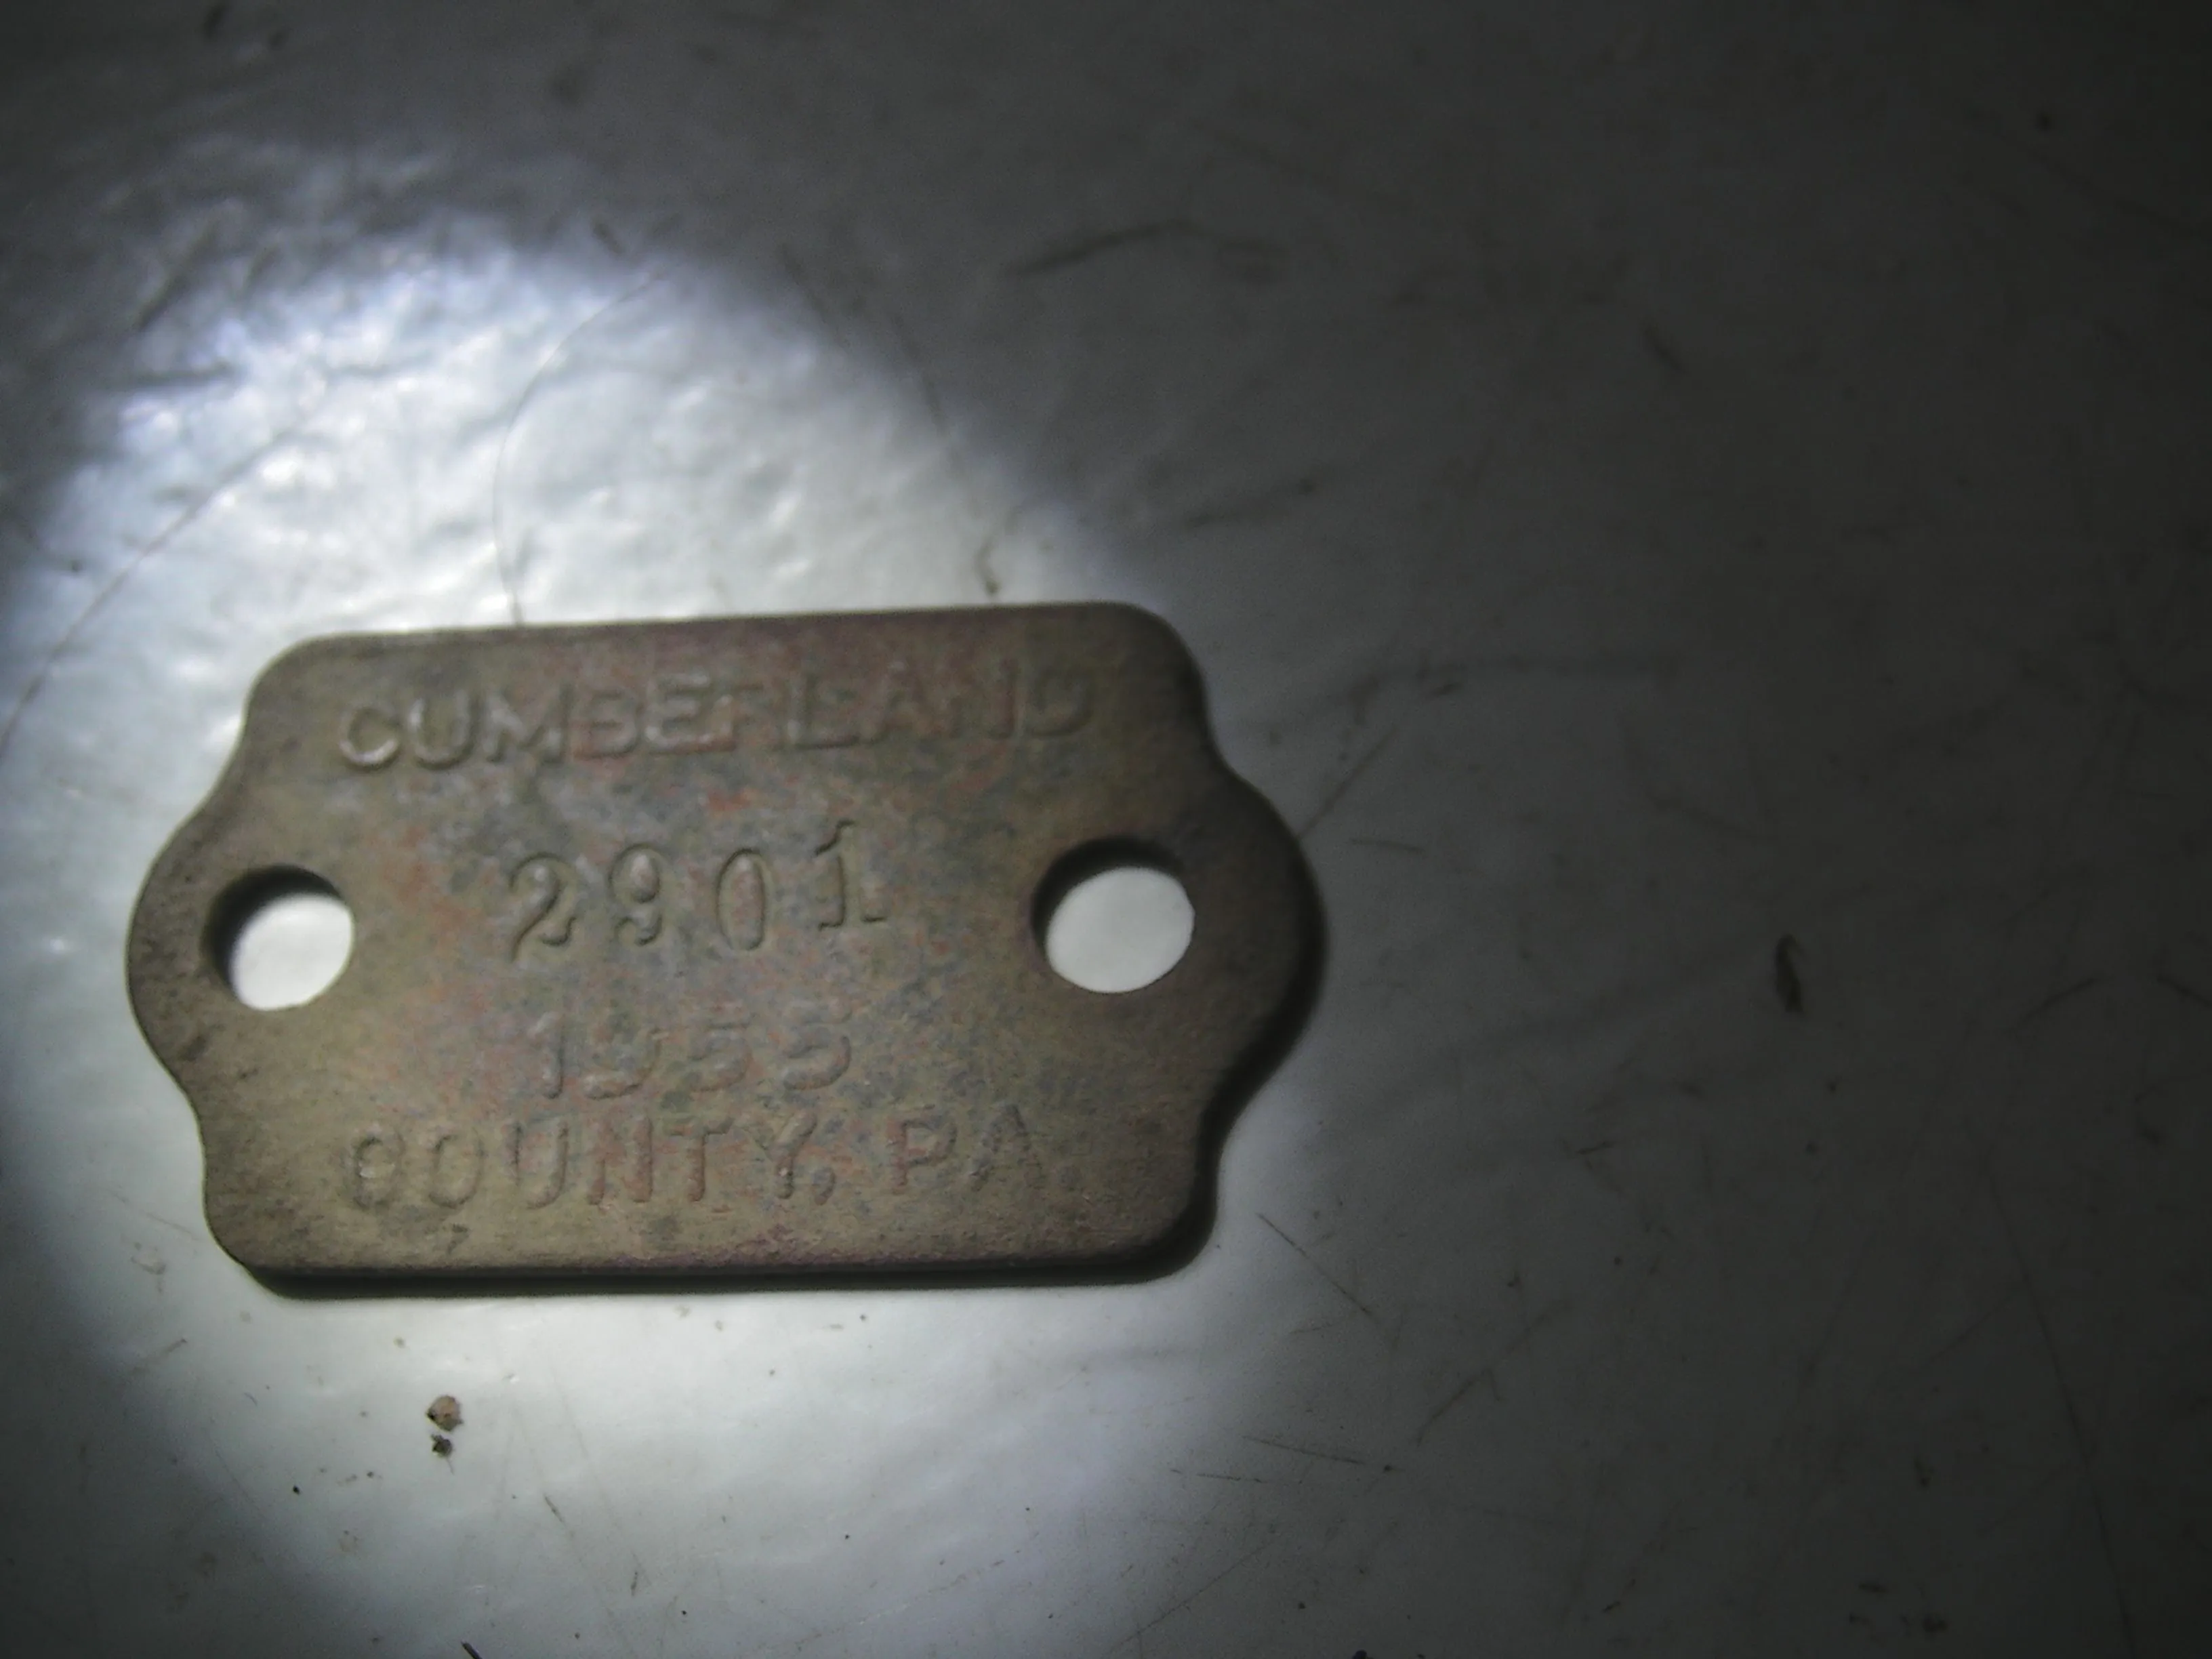 CUMBERLAND
2901
1955
COUNTY, PA.